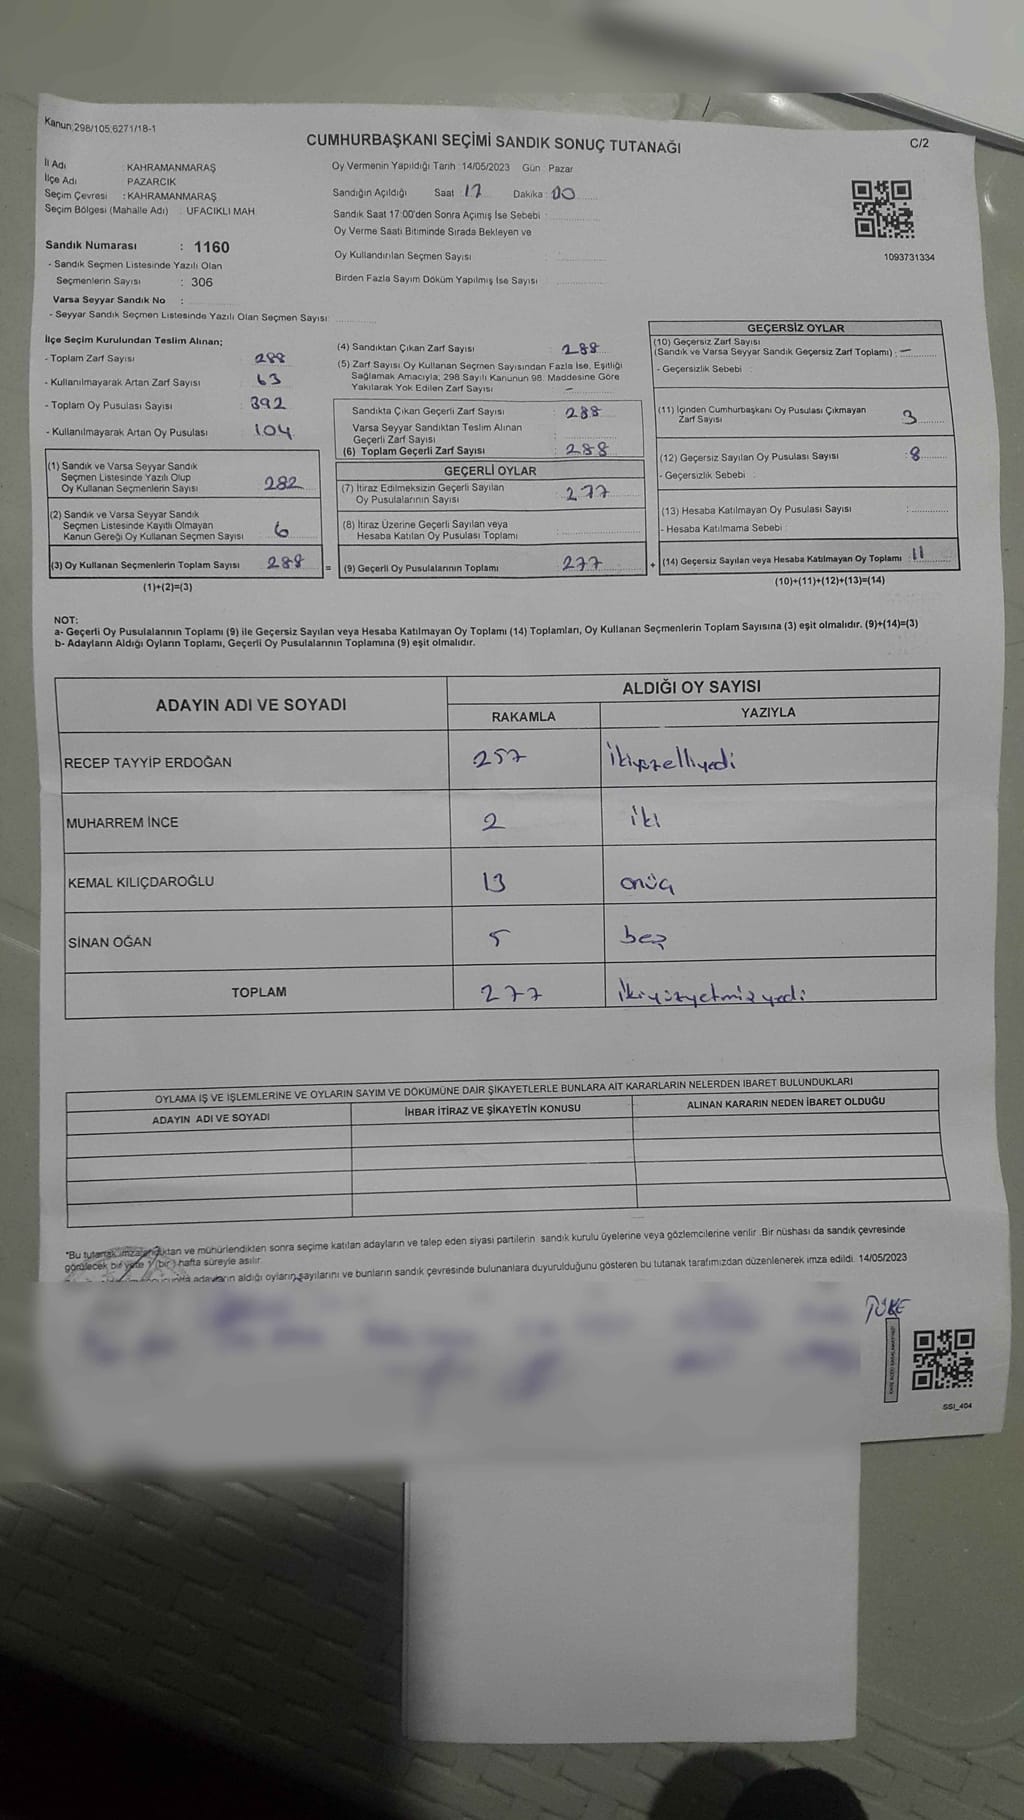 Kanun:298/105,6271/18-1
CUMHURBAŞKANI SEÇİMİ SANDIK SONUÇ TUTANAĞI
C/2
İl Adı : KAHRAMANMARAŞ
İlçe Adı : PAZARCIK
Seçim Çevresi : KAHRAMANMARAŞ
Seçim Bölgesi (Mahalle Adı) : UFACIKLI MAH
Oy Vermenin Yapıldığı Tarih : 14/05/2023 Gün : Pazar
Sandığın Açıldığı Saat : 17 Dakika : 00
Sandık Saat 17:00'den Sonra Açımış İse Sebebi :
Oy Verme Saati Bitiminde Sırada Bekleyen ve
Oy Kullandırılan Seçmen Sayısı :
Birden Fazla Sayım Döküm Yapılmış İse Sayısı :
1093731334
Sandık Numarası : 1160
- Sandık Seçmen Listesinde Yazılı Olan
Seçmenlerin Sayısı : 306
Varsa Seyyar Sandık No :
- Seyyar Sandık Seçmen Listesinde Yazılı Olan Seçmen Sayısı:
İlçe Seçim Kurulundan Teslim Alınan;
- Toplam Zarf Sayısı
- Kullanılmayarak Artan Zarf Sayısı 63
- Toplam Oy Pusulası Sayısı 392
- Kullanılmayarak Artan Oy Pusulası 104
(1) Sandık ve Varsa Seyyar Sandık
Seçmen Listesinde Yazılı Olup
Oy Kullanan Seçmenlerin Sayısı 282
(2) Sandık ve Varsa Seyyar Sandık
Seçmen Listesinde Kayıtlı Olmayan
Kanun Gereği Oy Kullanan Seçmen Sayısı 6
(3) Oy Kullanan Seçmenlerin Toplam Sayısı 288 =
(1)+(2)=(3)
(4) Sandıktan Çıkan Zarf Sayısı : 288
(5) Zarf Sayısı Oy Kullanan Seçmen Sayısından Fazla İse, Eşitliği
Sağlamak Amacıyla; 298 Sayılı Kanunun 98. Maddesine Göre
Yakılarak Yok Edilen Zarf Sayısı : -
Sandıkta Çıkan Geçerli Zarf Sayısı : 288
Varsa Seyyar Sandıktan Teslim Alınan
Geçerli Zarf Sayısı :
(6) Toplam Geçerli Zarf Sayısı : 288
GEÇERLİ OYLAR
(7) İtiraz Edilmeksizin Geçerli Sayılan
Oy Pusulalarının Sayısı : 277
(8) İtiraz Üzerine Geçerli Sayılan veya
Hesaba Katılan Oy Pusulası Toplamı :
(9) Geçerli Oy Pusulalarının Toplamı : 277 +
GEÇERSİZ OYLAR
(10) Geçersiz Zarf Sayısı
(Sandık ve Varsa Seyyar Sandık Geçersiz Zarf Toplamı) : -
- Geçersizlik Sebebi :
(11) İçinden Cumhurbaşkanı Oy Pusulası Çıkmayan
Zarf Sayısı 3
(12) Geçersiz Sayılan Oy Pusulası Sayısı : 8
- Geçersizlik Sebebi :
(13) Hesaba Katılmayan Oy Pusulası Sayısı :
- Hesaba Katılmama Sebebi :
(14) Geçersiz Sayılan veya Hesaba Katılmayan Oy Toplamı : 11
(10)+(11)+(12)+(13)=(14)
NOT:
a- Geçerli Oy Pusulalarının Toplamı (9) ile Geçersiz Sayılan veya Hesaba Katılmayan Oy Toplamı (14) Toplamları, Oy Kullanan Seçmenlerin Toplam Sayısına (3) eşit olmalıdır. (9)+(14)=(3)
b- Adayların Aldığı Oyların Toplamı, Geçerli Oy Pusulalarının Toplamına (9) eşit olmalıdır.
ADAYIN ADI VE SOYADI
ALDIĞI OY SAYISI
RAKAMLA YAZIYLA
RECEP TAYYİP ERDOĞAN 257 ikiyüzelliyedi
MUHARREM İNCE 2 iki
KEMAL KILIÇDAROĞLU 13 onüç
SİNAN OĞAN 5 beş
TOPLAM 277 ikiyüzyetmişyedi
OYLAMA İŞ VE İŞLEMLERİNE VE OYLARIN SAYIM VE DÖKÜMÜNE DAİR ŞİKAYETLERLE BUNLARA AİT KARARLARIN NELERDEN İBARET BULUNDUKLARI
ADAYIN ADI VE SOYADI İHBAR İTİRAZ VE ŞİKAYETİN KONUSU ALINAN KARARIN NEDEN İBARET OLDUĞU
*Bu tutanak imzalandıktan ve mühürlendikten sonra seçime katılan adayların ve talep eden siyasi partilerin sandık kurulu üyelerine veya gözlemcilerine verilir. Bir nüshası da sandık çevresinde
görülecek bir yere 1 (bir) hafta süreyle asılır.
adayların aldığı oyların sayılarını ve bunların sandık çevresinde bulunanlara duyurulduğunu gösteren bu tutanak tarafımızdan düzenlenerek imza edildi. 14/05/2023
SSI_404